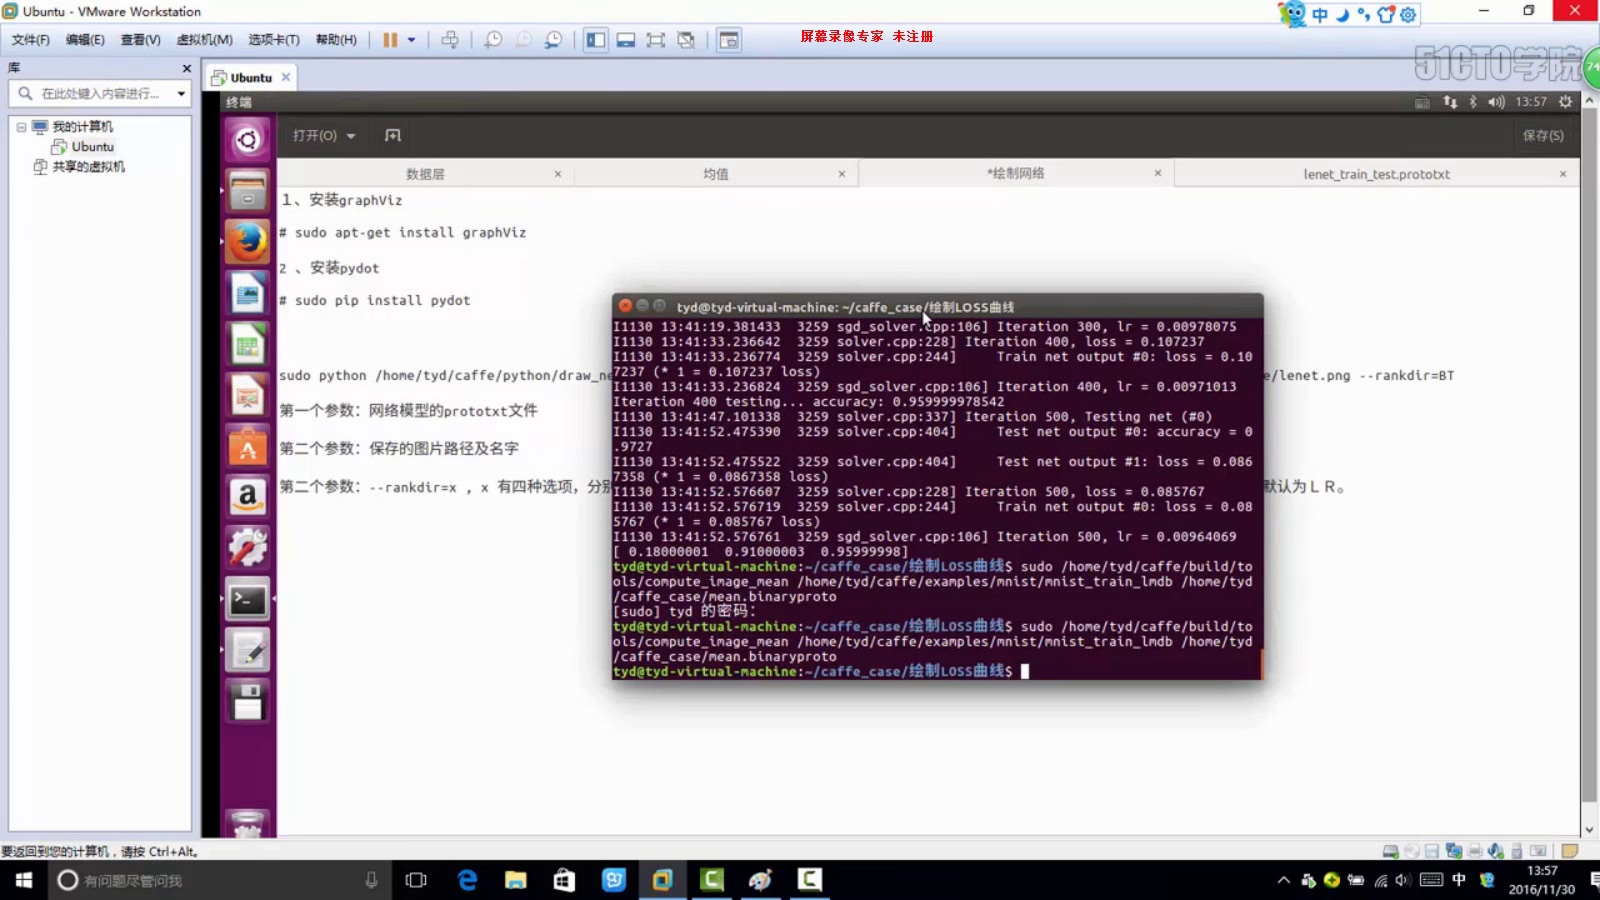 Ubuntu - VMware Workstation
中
文件(F) 编辑(E) 查看(V) 虚拟机(M) 选项卡(T) 帮助(H)
屏幕录像专家 未注册
51CTO学院
74
库
Ubuntu
在此处键入内容进行...
我的计算机
Ubuntu
共享的虚拟机
终端
13:57
打开(O)
保存(S)
数据层
均值
*绘制网络
lenet_train_test.prototxt
1、安装graphViz
# sudo apt-get install graphViz
2 、安装pydot
# sudo pip install pydot
sudo python /home/tyd/caffe/python/draw_ne
e/lenet.png --rankdir=BT
第一个参数：网络模型的prototxt文件
第二个参数：保存的图片路径及名字
第二个参数：--rankdir=x , x 有四种选项，分别
默认为ＬＲ。
tyd@tyd-virtual-machine: ~/caffe_case/绘制LOSS曲线
I1130 13:41:19.381433  3259 sgd_solver.cpp:106] Iteration 300, lr = 0.00978075
I1130 13:41:33.236642  3259 solver.cpp:228] Iteration 400, loss = 0.107237
I1130 13:41:33.236774  3259 solver.cpp:244]     Train net output #0: loss = 0.10
7237 (* 1 = 0.107237 loss)
I1130 13:41:33.236824  3259 sgd_solver.cpp:106] Iteration 400, lr = 0.00971013
Iteration 400 testing... accuracy: 0.959999978542
I1130 13:41:47.101338  3259 solver.cpp:337] Iteration 500, Testing net (#0)
I1130 13:41:52.475390  3259 solver.cpp:404]     Test net output #0: accuracy = 0
.9727
I1130 13:41:52.475522  3259 solver.cpp:404]     Test net output #1: loss = 0.086
7358 (* 1 = 0.0867358 loss)
I1130 13:41:52.576607  3259 solver.cpp:228] Iteration 500, loss = 0.085767
I1130 13:41:52.576719  3259 solver.cpp:244]     Train net output #0: loss = 0.08
5767 (* 1 = 0.085767 loss)
I1130 13:41:52.576761  3259 sgd_solver.cpp:106] Iteration 500, lr = 0.00964069
[ 0.18000001  0.91000003  0.95999998]
tyd@tyd-virtual-machine:~/caffe_case/绘制LOSS曲线$ sudo /home/tyd/caffe/build/to
ols/compute_image_mean /home/tyd/caffe/examples/mnist/mnist_train_lmdb /home/tyd
/caffe_case/mean.binaryproto
[sudo] tyd 的密码：
tyd@tyd-virtual-machine:~/caffe_case/绘制LOSS曲线$ sudo /home/tyd/caffe/build/to
ols/compute_image_mean /home/tyd/caffe/examples/mnist/mnist_train_lmdb /home/tyd
/caffe_case/mean.binaryproto
tyd@tyd-virtual-machine:~/caffe_case/绘制LOSS曲线$
要返回到您的计算机，请按 Ctrl+Alt。
有问题尽管问我
中
13:57
2016/11/30